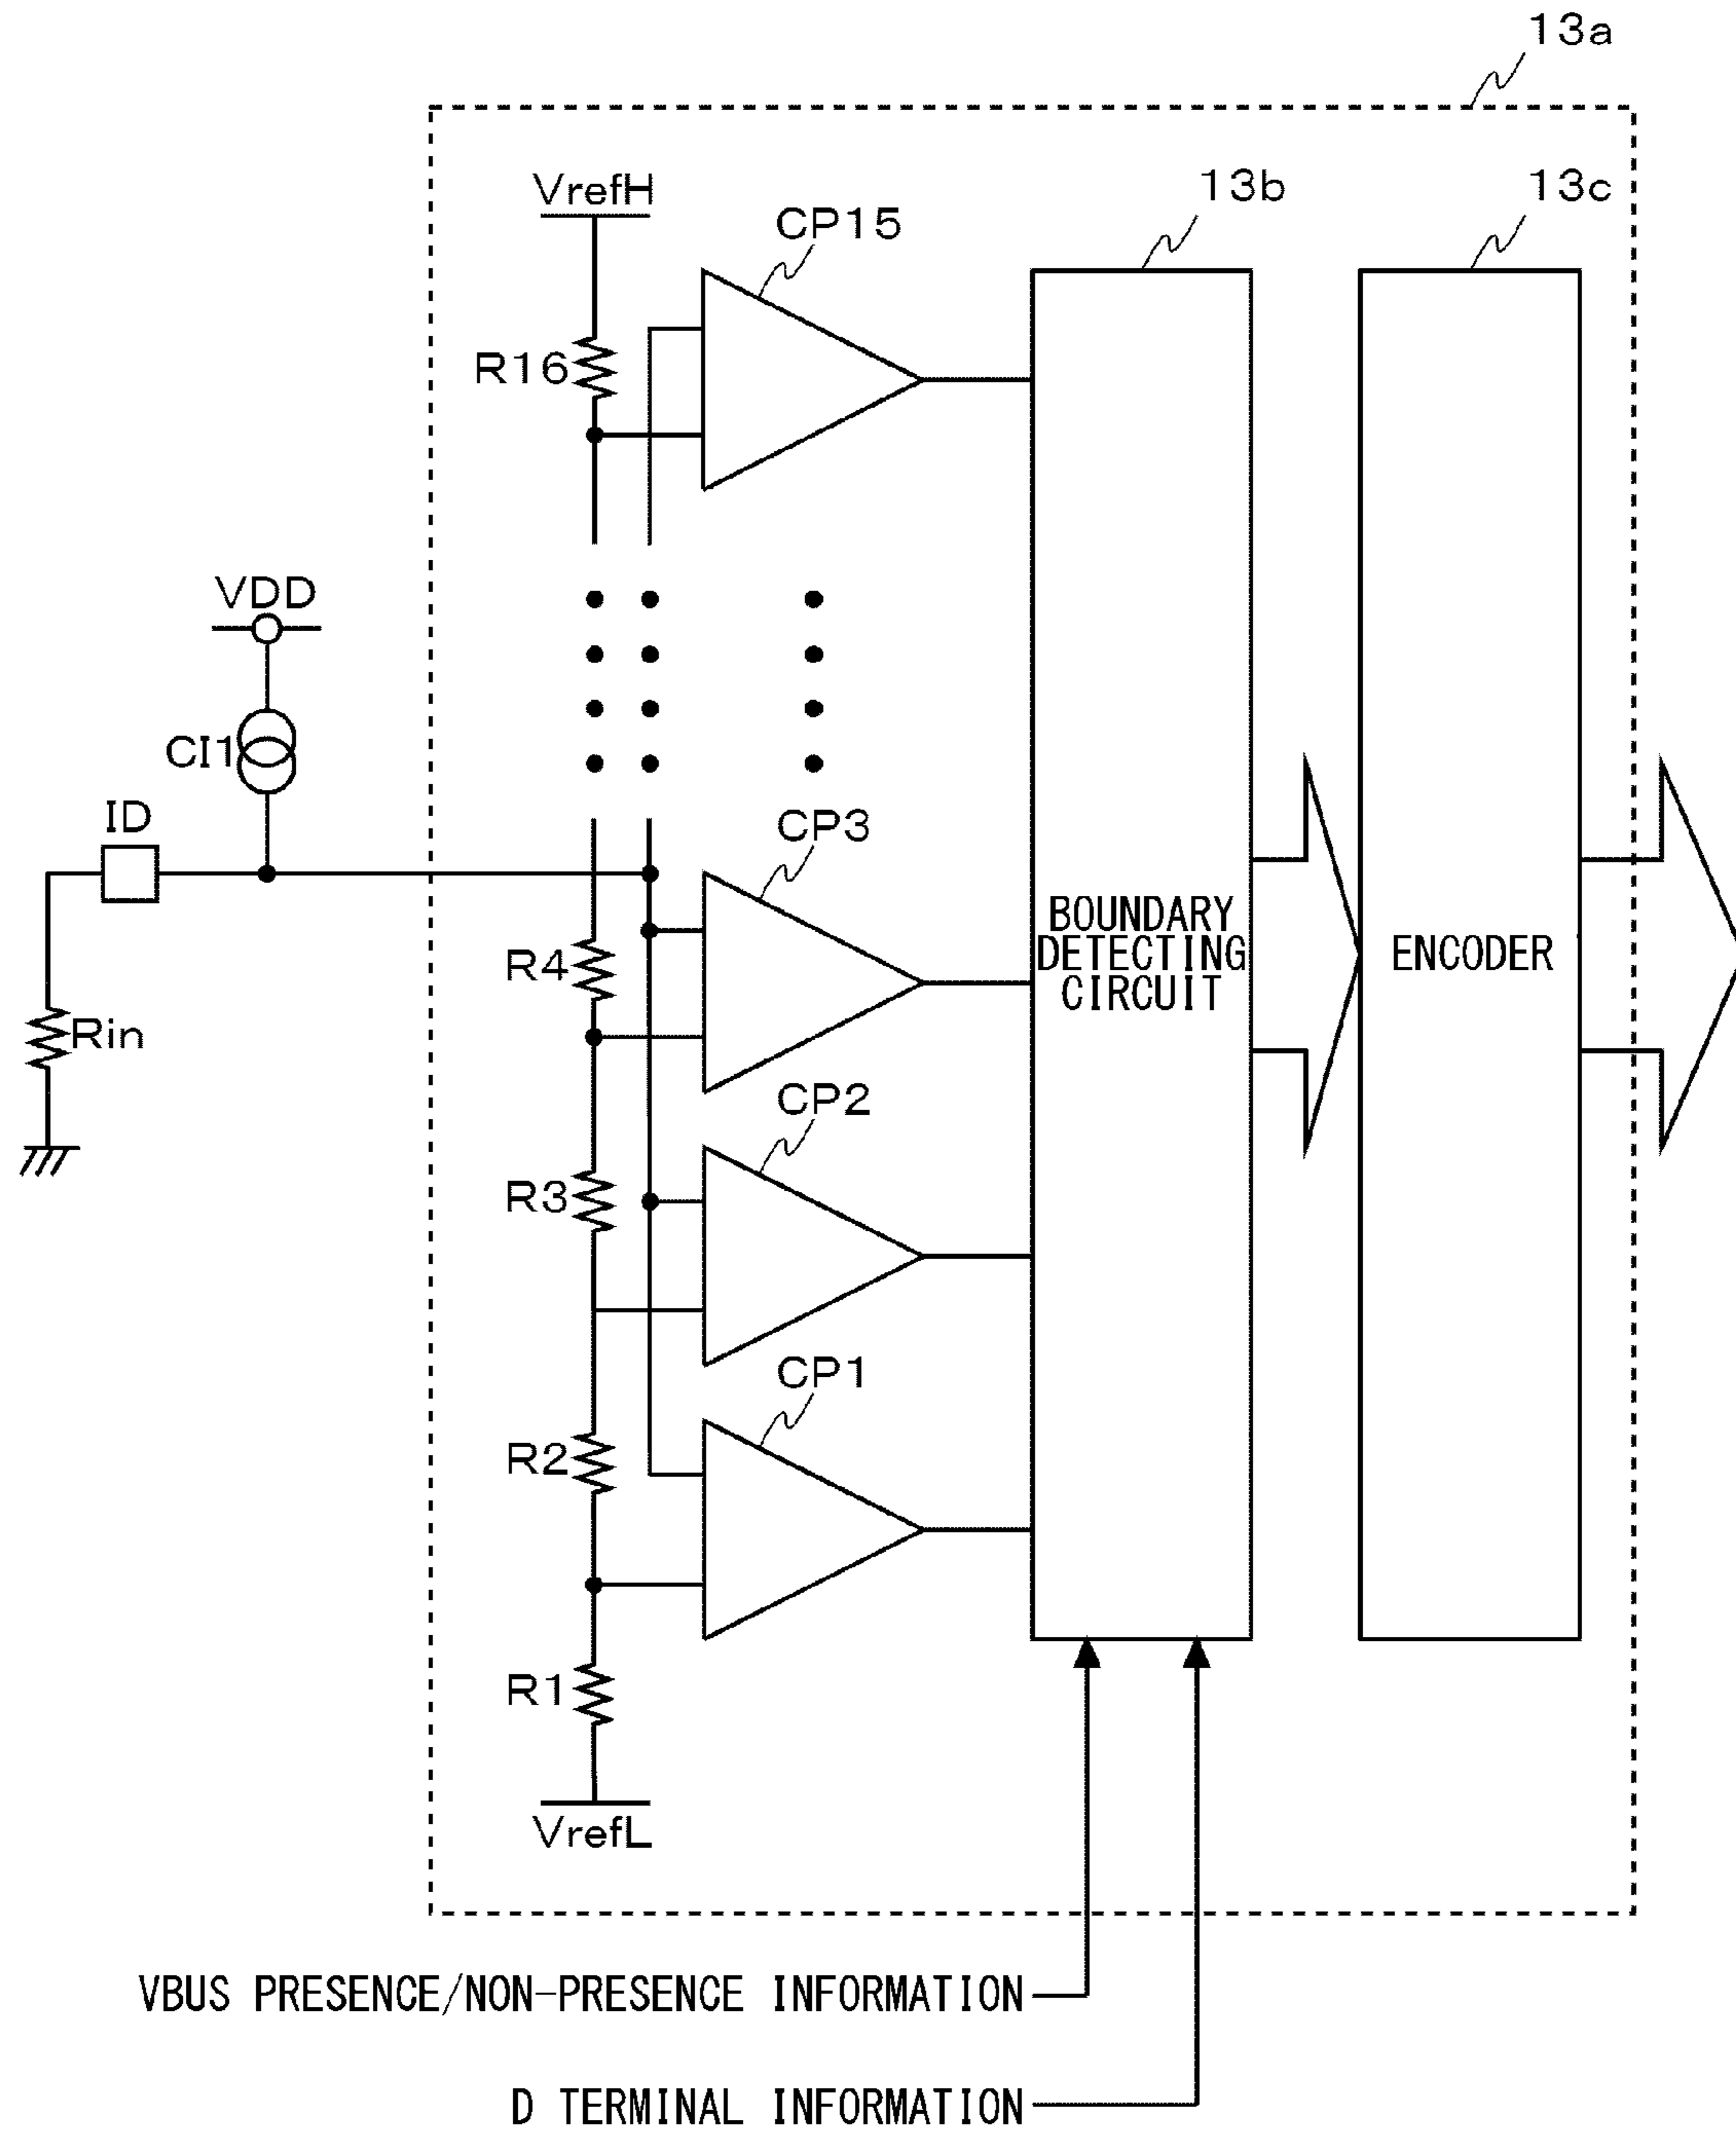 13a
VrefH
CP15
13b
13c
R16
VDD
CI1
ID
CP3
R4
BOUNDARY
DETECTING
CIRCUIT
ENCODER
Rin
CP2
R3
CP1
R2
R1
VrefL
VBUS PRESENCE/NON-PRESENCE INFORMATION
D TERMINAL INFORMATION